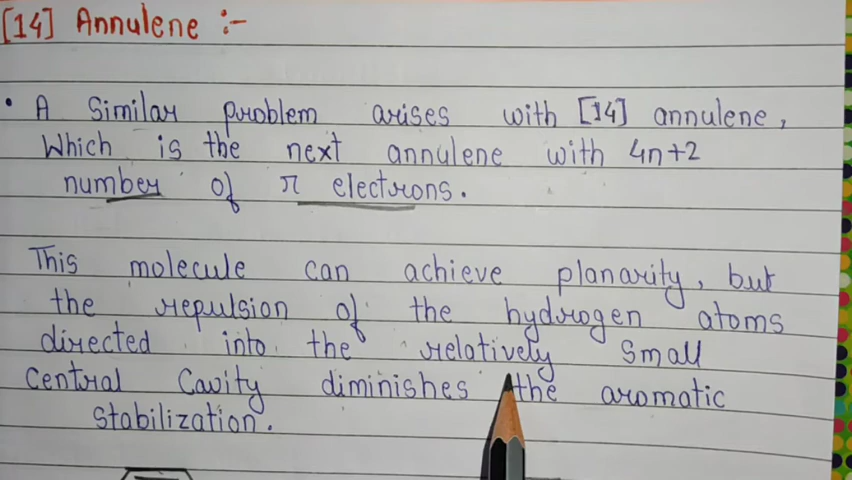 [14] Annulene :-
• A Similar problem arises with [14] annulene,
Which is the next annulene with 4n+2
number of π electrons.
This molecule can achieve planarity, but
the repulsion of the hydrogen atoms
directed into the relatively Small
Central Cavity diminishes the aromatic
Stabilization.